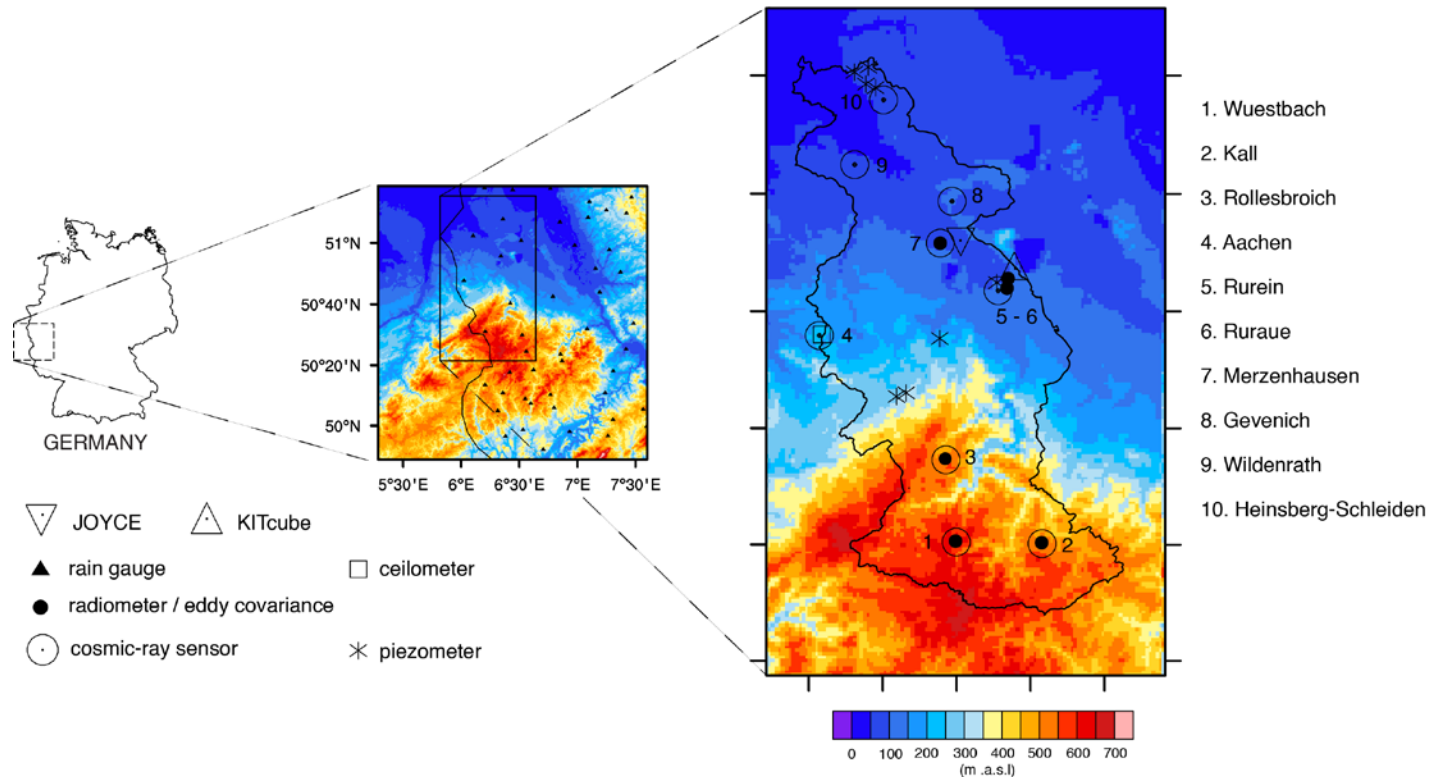 GERMANY
51°N
50°40'N
50°20'N
50°N
5°30'E
6°E
6°30'E
7°E
7°30'E
JOYCE
KITcube
rain gauge
ceilometer
radiometer / eddy covariance
cosmic-ray sensor
piezometer
10
9
8
7
5 - 6
4
3
1
2
1. Wuestbach
2. Kall
3. Rollesbroich
4. Aachen
5. Rurein
6. Ruraue
7. Merzenhausen
8. Gevenich
9. Wildenrath
10. Heinsberg-Schleiden
0 100 200 300 400 500 600 700
(m .a.s.l)